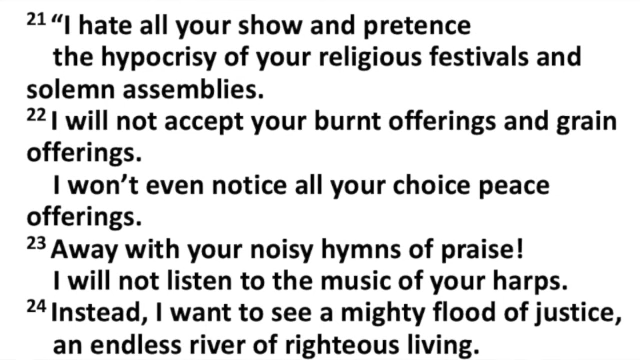 21 “I hate all your show and pretence
the hypocrisy of your religious festivals and
solemn assemblies.
22 I will not accept your burnt offerings and grain
offerings.
I won’t even notice all your choice peace
offerings.
23 Away with your noisy hymns of praise!
I will not listen to the music of your harps.
24 Instead, I want to see a mighty flood of justice,
an endless river of righteous living.